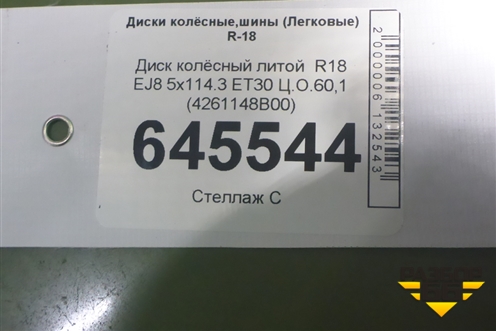 Диски колёсные,шины (Легковые)
R-18
Диск колёсный литой R18
EJ8 5x114.3 ET30 Ц.О.60,1
(4261148B00)
645544
Стеллаж С
2000006132543